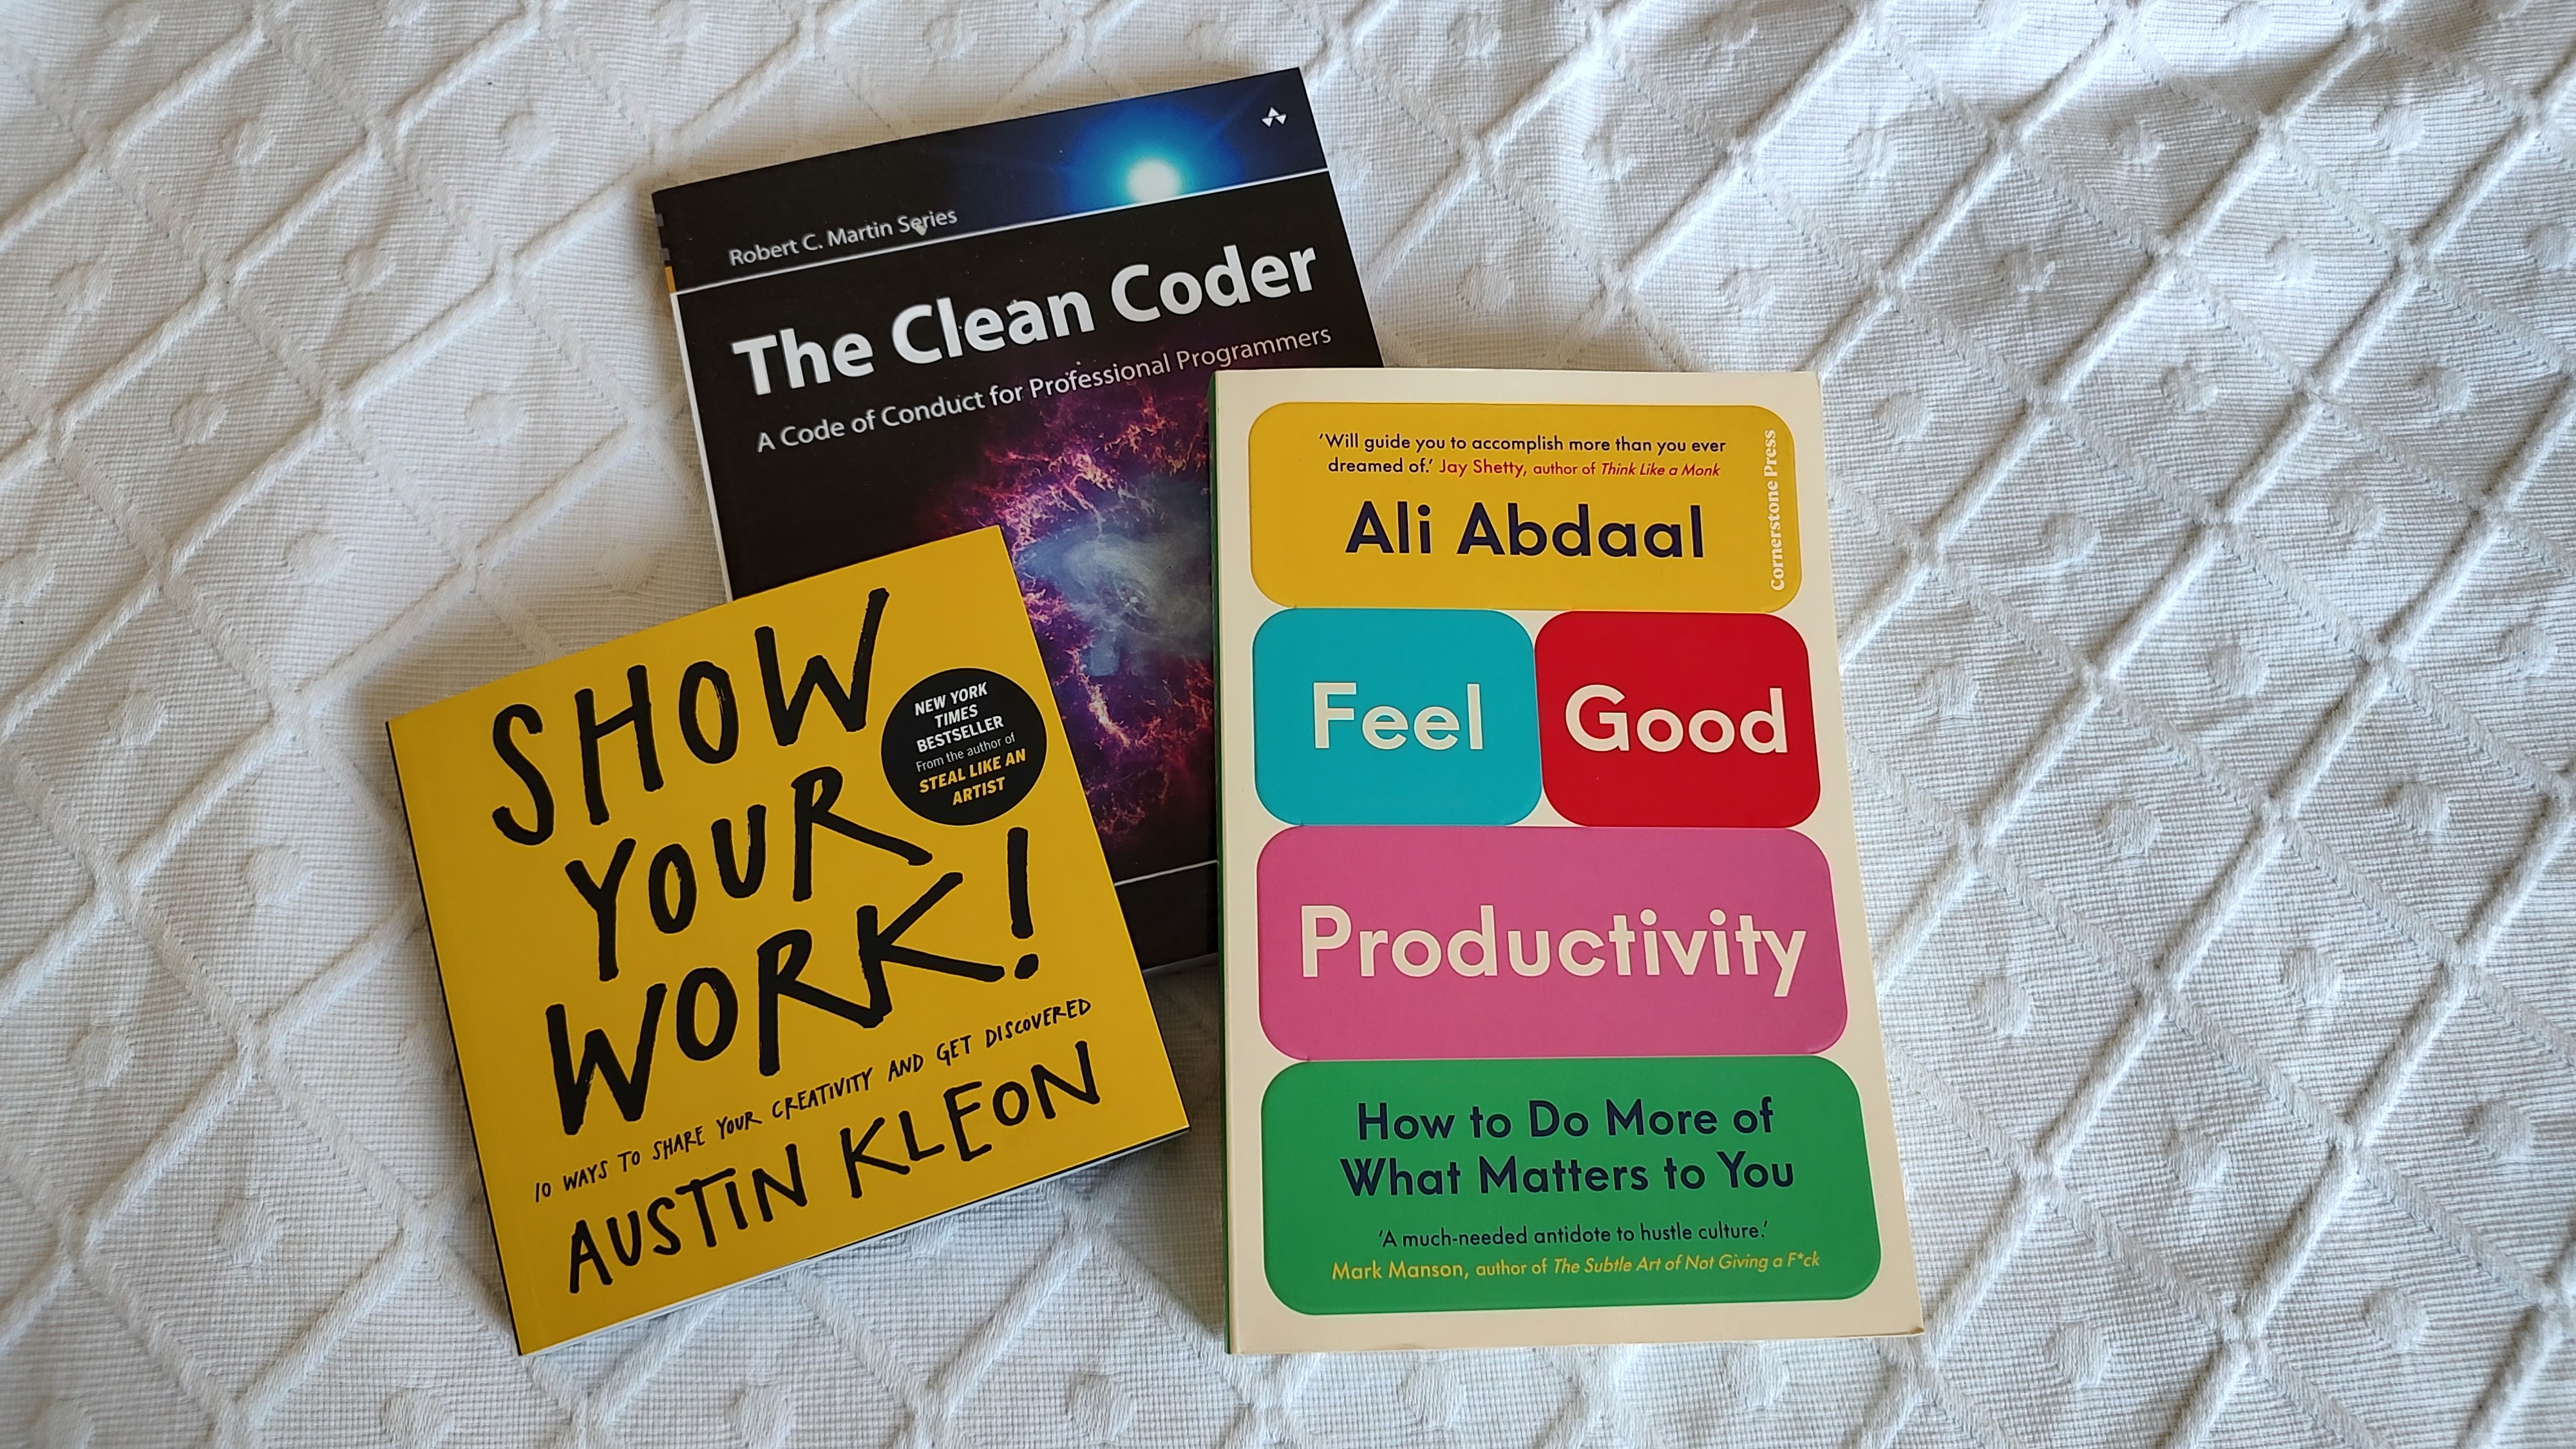 Robert C. Martin Series
The Clean Coder
A Code of Conduct for Professional Programmers
SHOW
YOUR
WORK!
NEW YORK
TIMES
BESTSELLER
From the author of
STEAL LIKE AN
ARTIST
10 WAYS TO SHARE YOUR CREATIVITY AND GET DISCOVERED
AUSTIN KLEON
‘Will guide you to accomplish more than you ever
dreamed of.’ Jay Shetty, author of Think Like a Monk
Ali Abdaal
Cornerstone Press
Feel Good
Productivity
How to Do More of
What Matters to You
‘A much-needed antidote to hustle culture.’
Mark Manson, author of The Subtle Art of Not Giving a F*ck